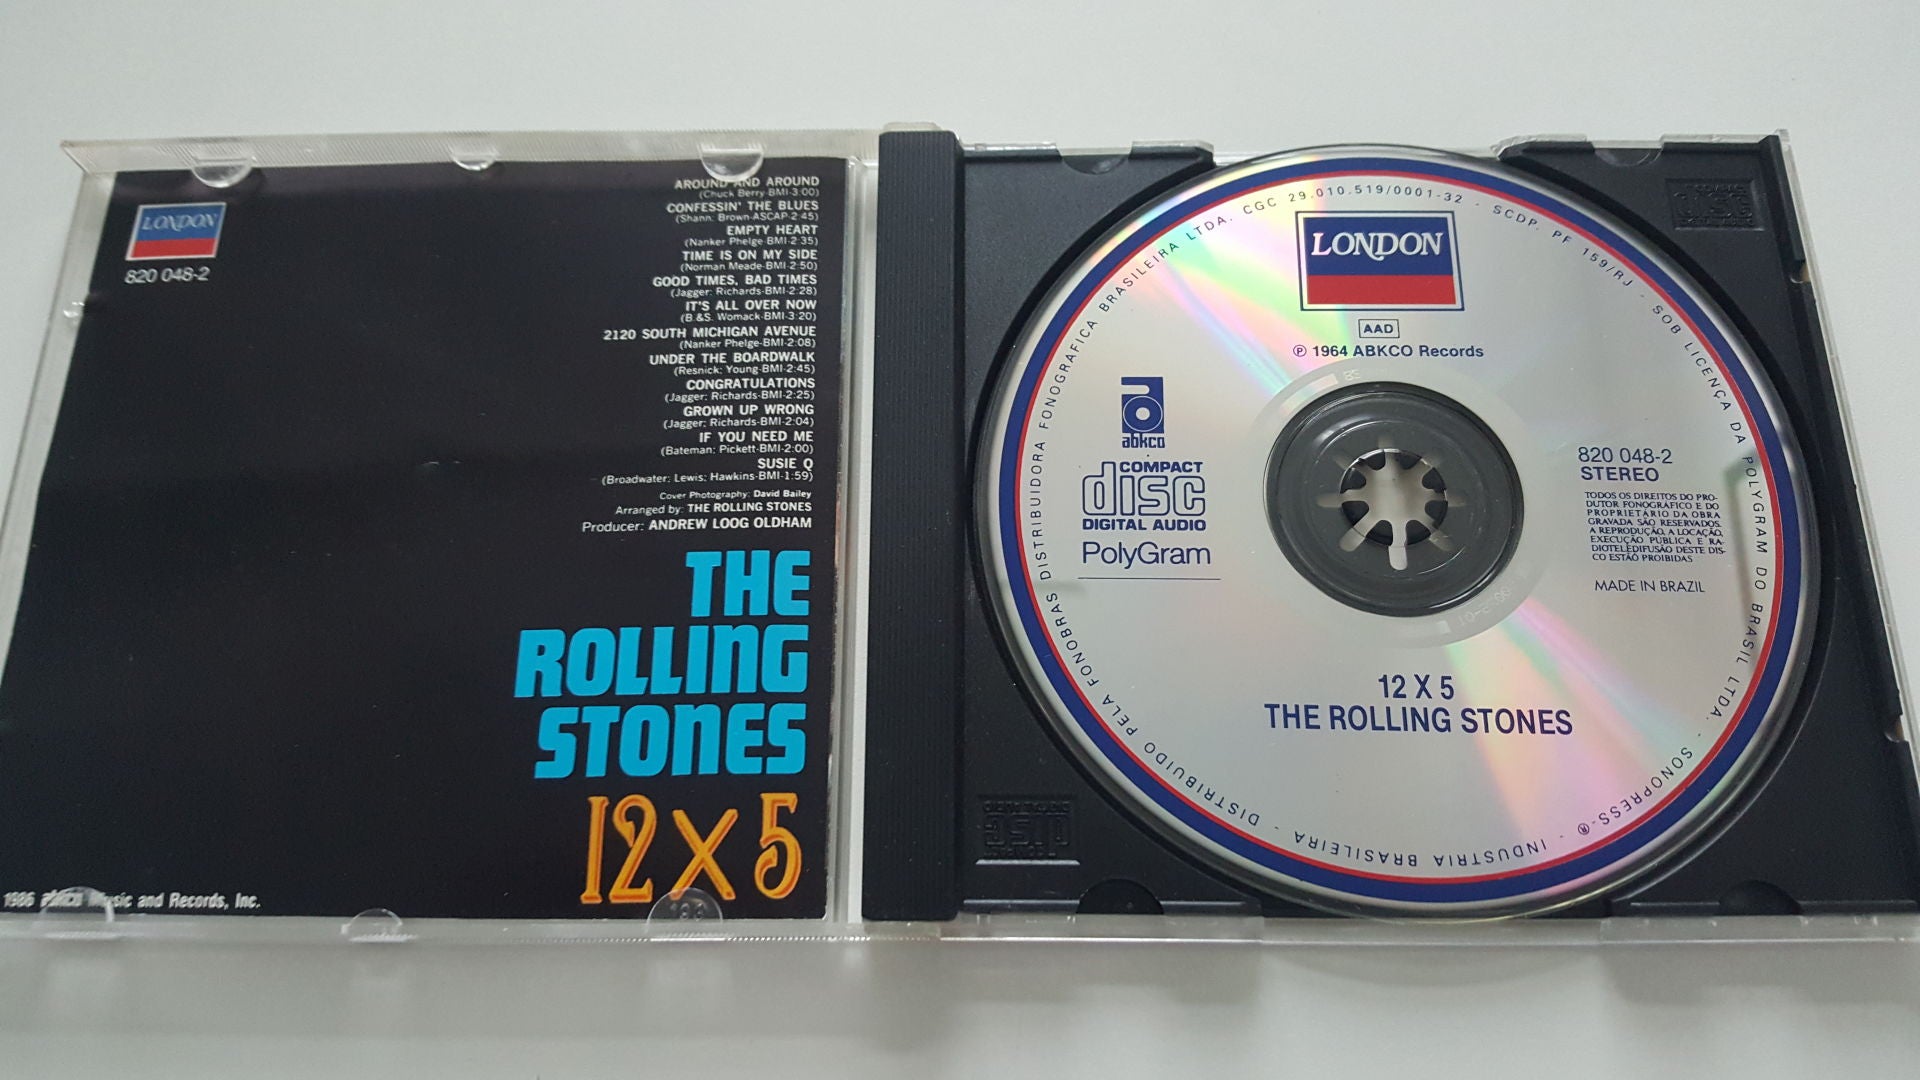 LONDON
820 048-2
AROUND AND AROUND
(Chuck Berry-BMI-3:00)
CONFESSIN' THE BLUES
(Shann: Brown-ASCAP-2:45)
EMPTY HEART
(Nanker Phelge-BMI-2:35)
TIME IS ON MY SIDE
(Norman Meade-BMI-2:50)
GOOD TIMES, BAD TIMES
(Jagger: Richards-BMI-2:28)
IT'S ALL OVER NOW
(B.&S. Womack-BMI-3:20)
2120 SOUTH MICHIGAN AVENUE
(Nanker Phelge-BMI-2:08)
UNDER THE BOARDWALK
(Resnick: Young-BMI-2:45)
CONGRATULATIONS
(Jagger: Richards-BMI-2:25)
GROWN UP WRONG
(Jagger: Richards-BMI-2:04)
IF YOU NEED ME
(Bateman: Pickett-BMI-2:00)
SUSIE Q
(Broadwater: Lewis: Hawkins-BMI-1:59)
Cover Photography: David Bailey
Arranged by: THE ROLLING STONES
Producer: ANDREW LOOG OLDHAM
THE
ROLLING
STONES
12 X 5
1986 abkco Music and Records, Inc.
DISTRIBUIDO PELA FONOBRAS DISTRIBUIDORA FONOGRAFICA BRASILEIRA LTDA. CGC 29.010.519/0001-32 - SCDP. PF 159/RJ - SOB LICENÇA DA POLYGRAM DO BRASIL LTDA. SONOPRESS-® - INDUSTRIA BRASILEIRA -
LONDON
AAD
℗ 1964 ABKCO Records
abkco
COMPACT
disc
DIGITAL AUDIO
PolyGram
820 048-2
STEREO
TODOS OS DIREITOS DO PRO-
DUTOR FONOGRÁFICO E DO
PROPRIETÁRIO DA OBRA
GRAVADA SÃO RESERVADOS.
A REPRODUÇÃO, A LOCAÇÃO,
EXECUÇÃO PÚBLICA E RA-
DIOTELEDIFUSÃO DESTE DIS-
CO ESTÃO PROIBIDAS
MADE IN BRAZIL
12 X 5
THE ROLLING STONES